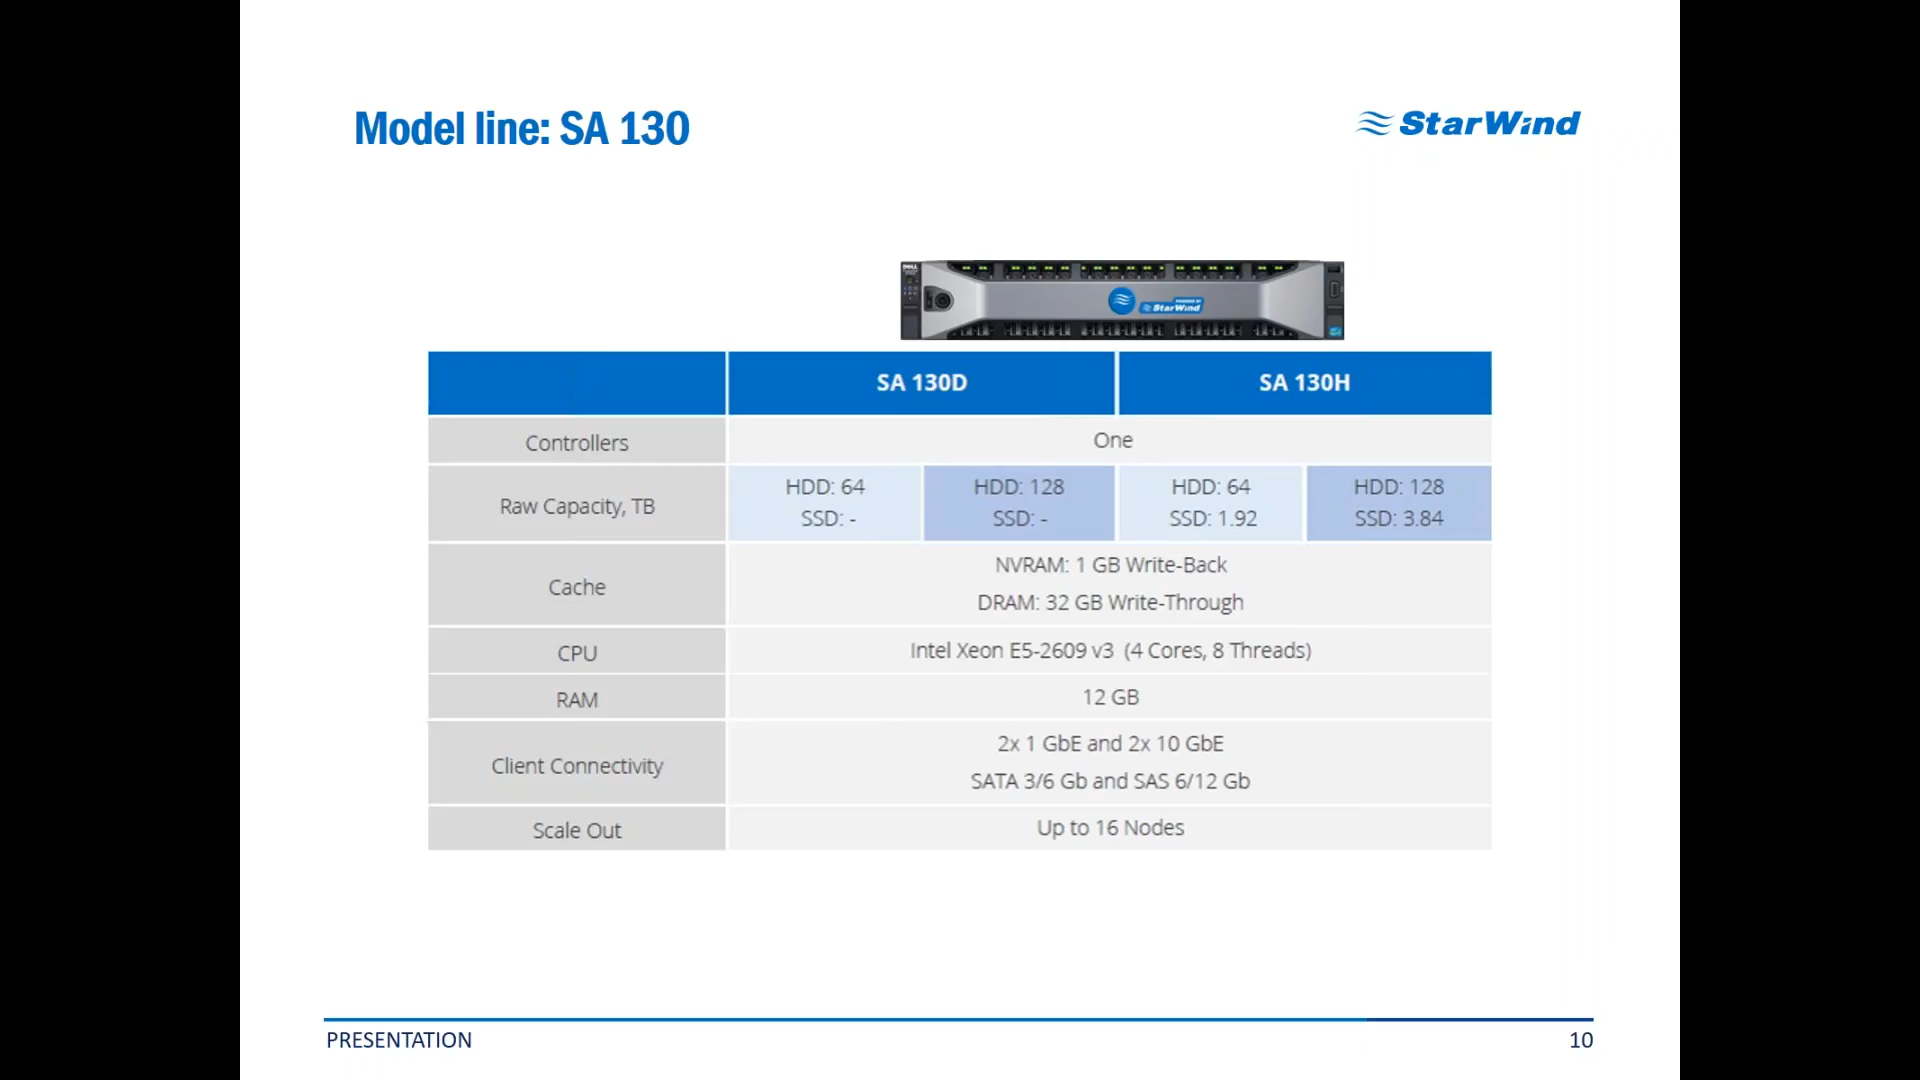 Model line: SA 130
StarWind
DELL
POWERED BY
StarWind
SA 130D
SA 130H
Controllers
One
Raw Capacity, TB
HDD: 64
SSD: -
HDD: 128
SSD: -
HDD: 64
SSD: 1.92
HDD: 128
SSD: 3.84
Cache
NVRAM: 1 GB Write-Back
DRAM: 32 GB Write-Through
CPU
Intel Xeon E5-2609 v3 (4 Cores, 8 Threads)
RAM
12 GB
Client Connectivity
2x 1 GbE and 2x 10 GbE
SATA 3/6 Gb and SAS 6/12 Gb
Scale Out
Up to 16 Nodes
PRESENTATION
10